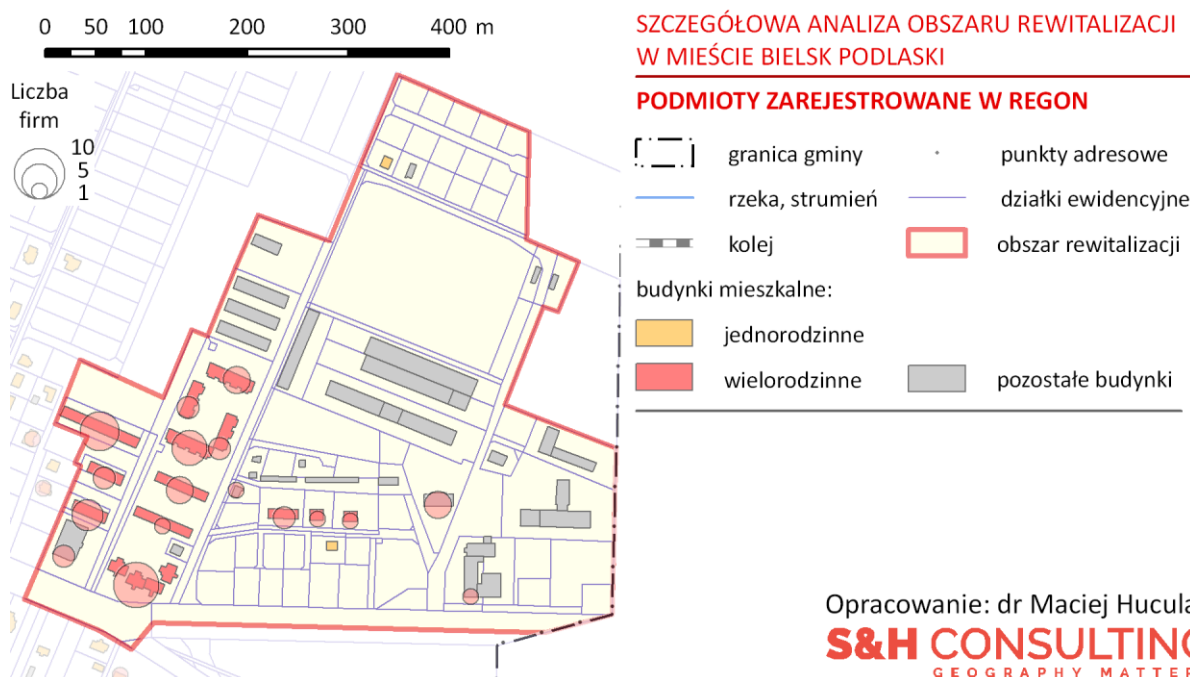 0 50 100 200 300 400 m
SZCZEGÓŁOWA ANALIZA OBSZARU REWITALIZACJI
W MIEŚCIE BIELSK PODLASKI
PODMIOTY ZAREJESTROWANE W REGON
Liczba
firm
10
5
1
granica gminy
punkty adresowe
rzeka, strumień
działki ewidencyjne
kolej
obszar rewitalizacji
budynki mieszkalne:
jednorodzinne
wielorodzinne
pozostałe budynki
Opracowanie: dr Maciej Hucula
S&H CONSULTING
GEOGRAPHY MATTER